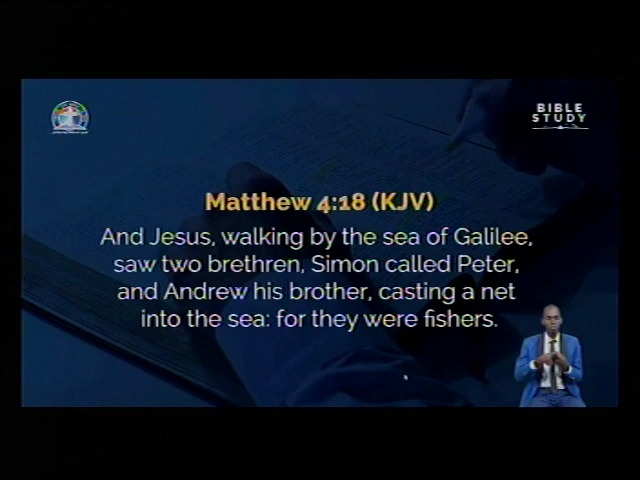 BIBLE
STUDY
Matthew 4:18 (KJV)
And Jesus, walking by the sea of Galilee,
saw two brethren, Simon called Peter,
and Andrew his brother, casting a net
into the sea: for they were fishers.